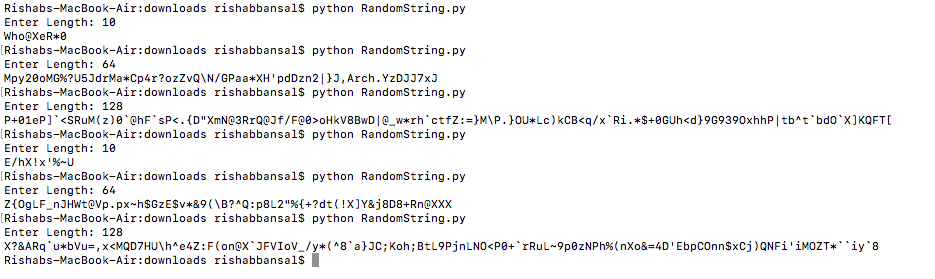 Rishabs-MacBook-Air:downloads rishabbansal$ python RandomString.py
Enter Length: 10
Who@XeR*0
[Rishabs-MacBook-Air:downloads rishabbansal$ python RandomString.py
Enter Length: 64
Mpy20oMG%?U5JdrMa*Cp4r?ozZvQ\N/GPaa*XH'pdDzn2|}J,Arch.YzDJJ7xJ
[Rishabs-MacBook-Air:downloads rishabbansal$ python RandomString.py
Enter Length: 128
P+01eP]`<SRuM(z)0`@hF`sP<.{D"XmN@3RrQ@Jf/F@0>oHkV8BwD|@_w*rh`ctfZ:=}M\P.}OU*Lc)kCB<q/x`Ri.*$+0GUh<d}9G939OxhhP|tb^t`bdO`X]KQFT[
[Rishabs-MacBook-Air:downloads rishabbansal$ python RandomString.py
Enter Length: 10
E/hX!x'%~U
[Rishabs-MacBook-Air:downloads rishabbansal$ python RandomString.py
Enter Length: 64
Z{OgLF_nJHWt@Vp.px~h$GzE$v*&9(\B?^Q:p8L2"%{+?dt(!X]Y&j8D8+Rn@XXX
[Rishabs-MacBook-Air:downloads rishabbansal$ python RandomString.py
Enter Length: 128
X?&ARq`u*bVu=,x<MQD7HU\h^e4Z:F(on@X`JFVIoV_/y*(^8`a}JC;Koh;BtL9PjnLNO<P0+`rRuL~9p0zNPh%(nXo&=4D'EbpCOnn$xCj)QNFi'iMOZT*``iy`8
Rishabs-MacBook-Air:downloads rishabbansal$